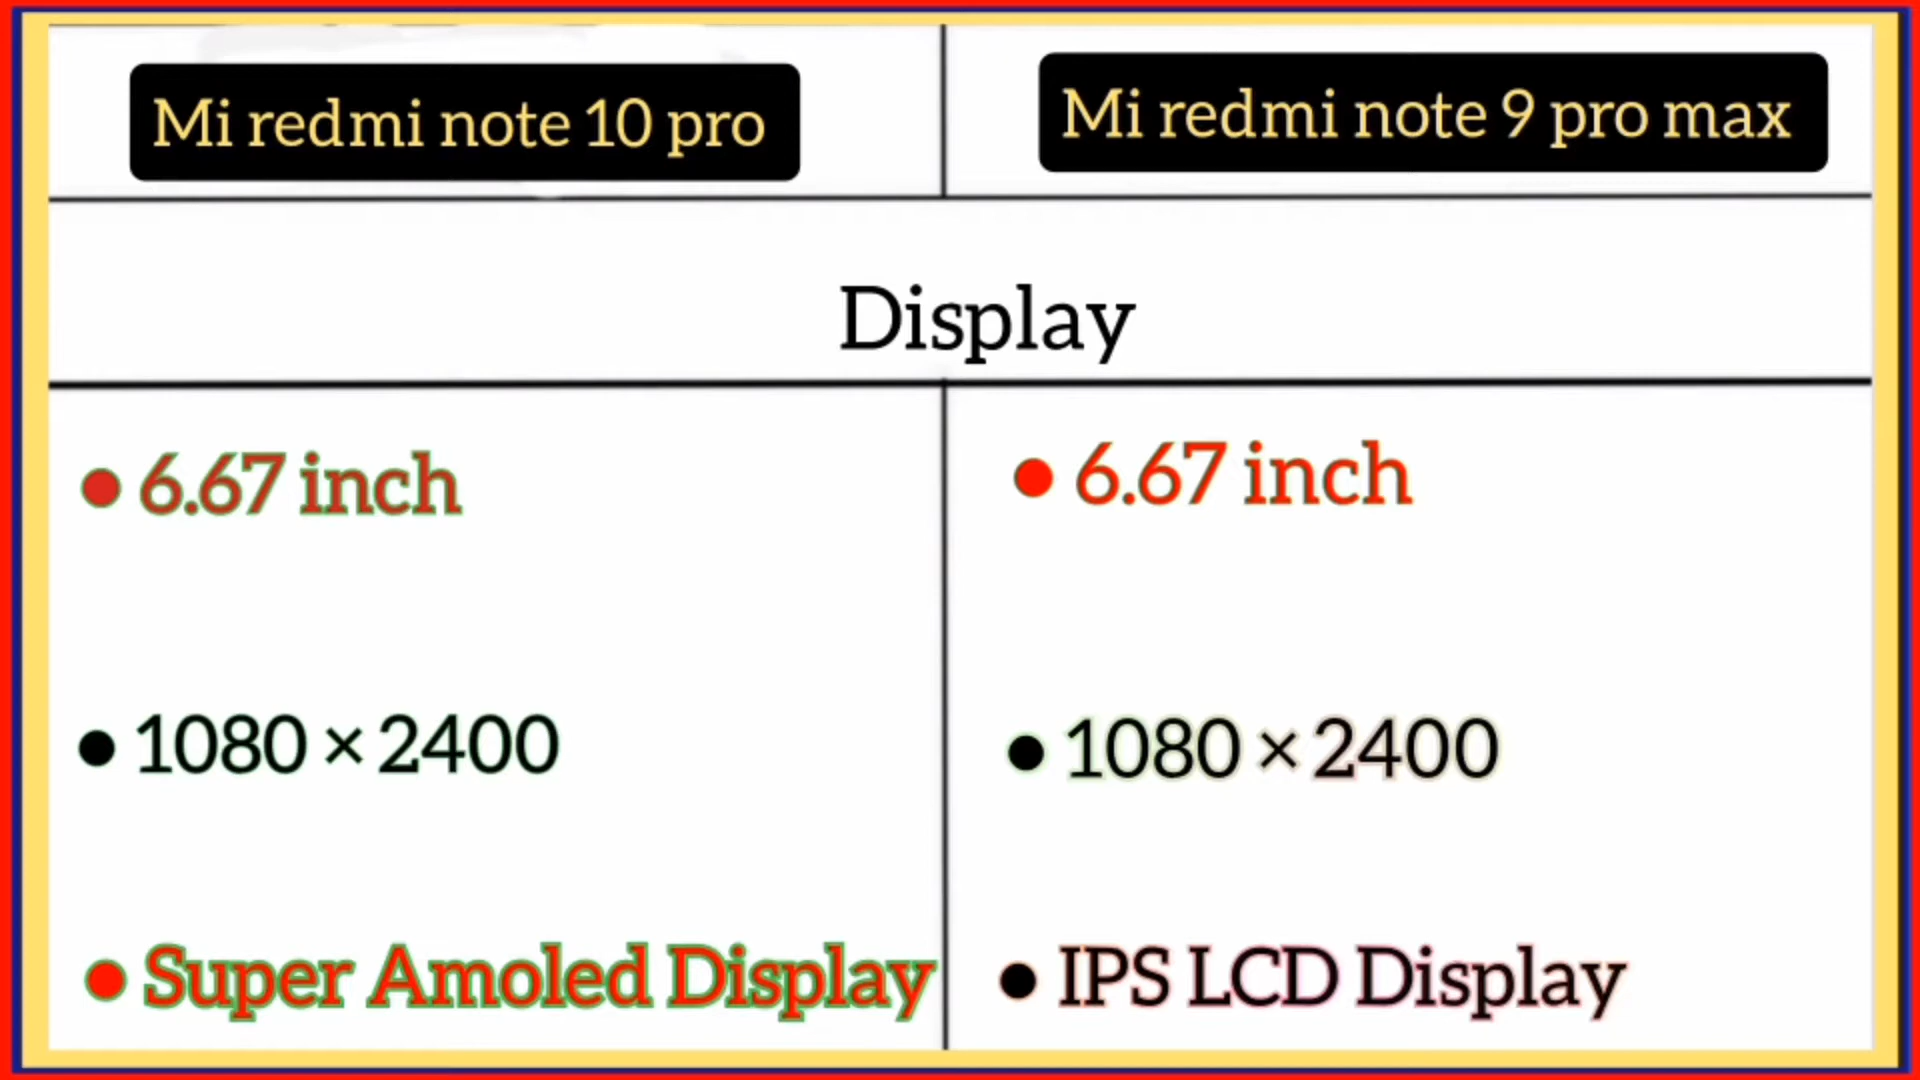 Mi redmi note 10 pro
Mi redmi note 9 pro max
Display
● 6.67 inch
● 6.67 inch
● 1080 × 2400
● 1080 × 2400
● Super Amoled Display
● IPS LCD Display